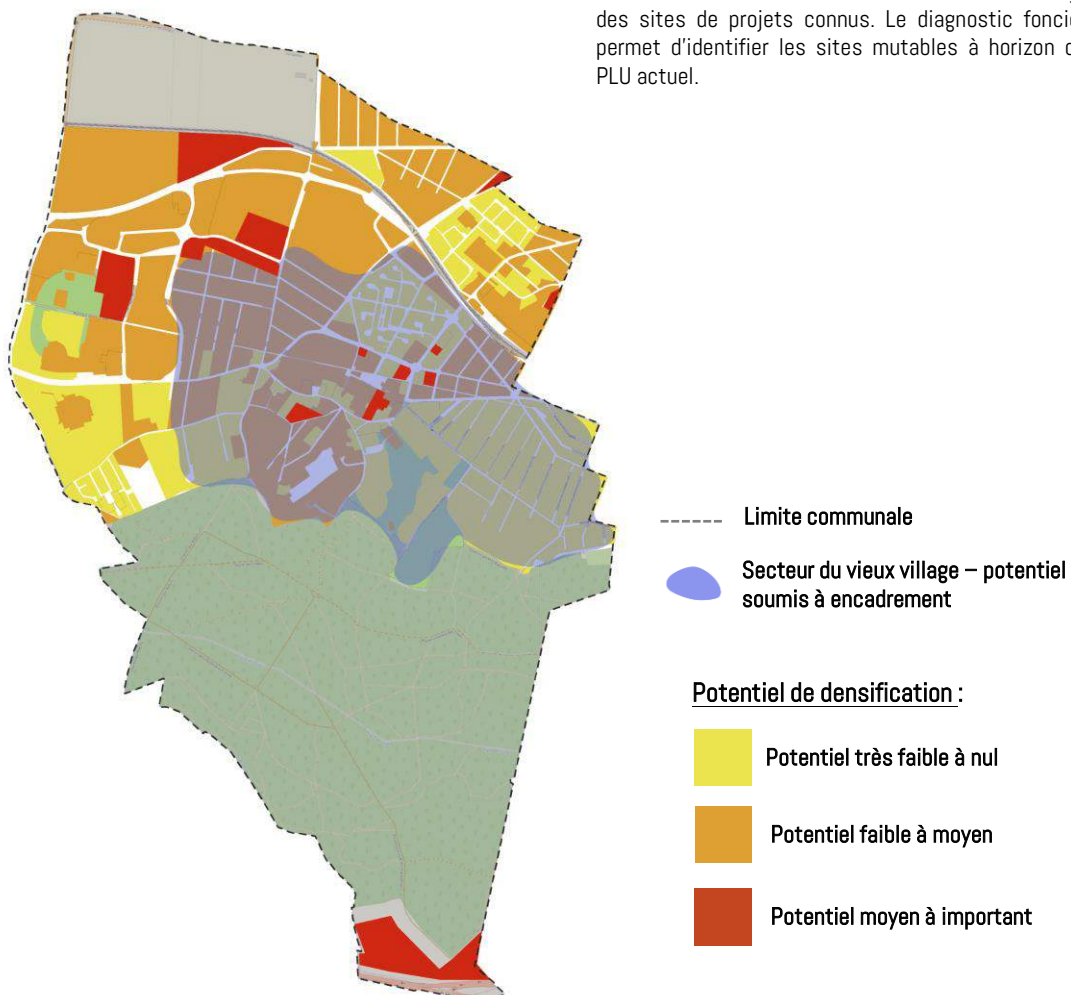 des sites de projets connus. Le diagnostic
permet d'identifier les sites mutables à horizon
PLU actuel.
Limite communale
Secteur du vieux village – potentiel
soumis à encadrement
Potentiel de densification :
Potentiel très faible à nul
Potentiel faible à moyen
Potentiel moyen à important